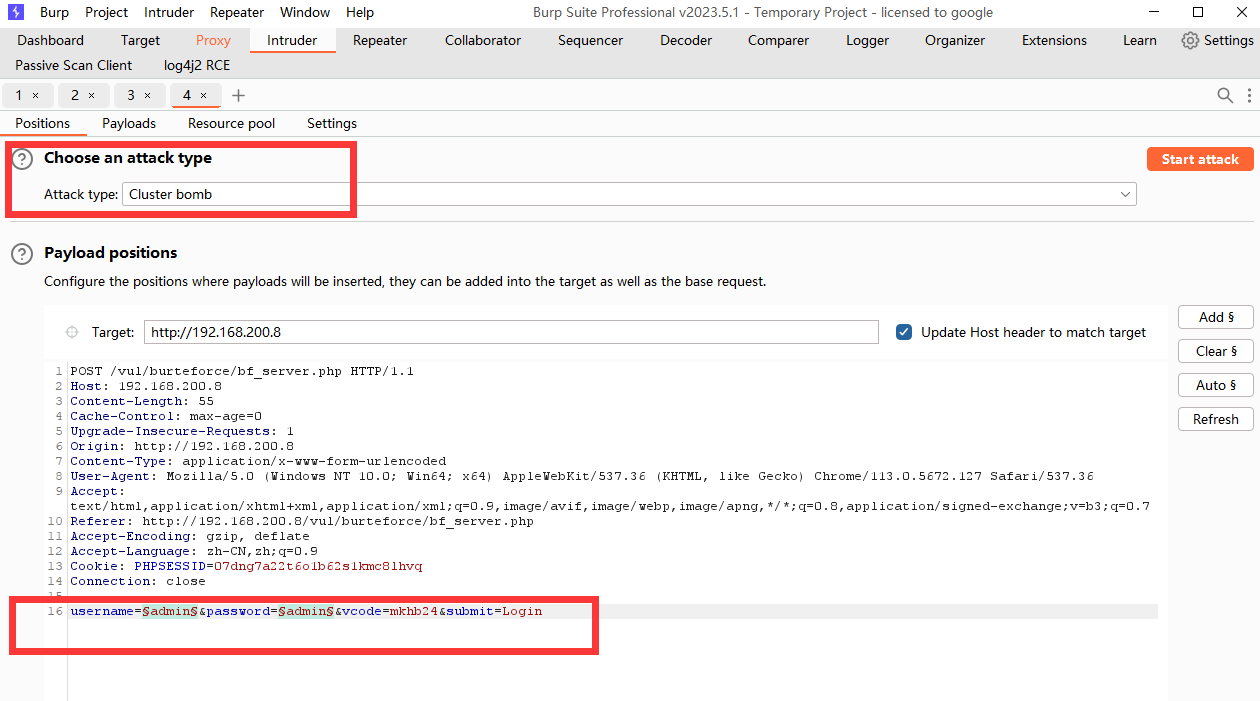 Burp Project Intruder Repeater Window Help Burp Suite Professional v2023.5.1 - Temporary Project - licensed to google
Dashboard Target Proxy Intruder Repeater Collaborator Sequencer Decoder Comparer Logger Organizer Extensions Learn Settings
Passive Scan Client log4j2 RCE
1 × 2 × 3 × 4 × +
Positions Payloads Resource pool Settings
? Choose an attack type Start attack
Attack type: Cluster bomb
? Payload positions
Configure the positions where payloads will be inserted, they can be added into the target as well as the base request.
Add §
Target: http://192.168.200.8 Update Host header to match target
Clear §
Auto §
Refresh
1 POST /vul/burteforce/bf_server.php HTTP/1.1
2 Host: 192.168.200.8
3 Content-Length: 55
4 Cache-Control: max-age=0
5 Upgrade-Insecure-Requests: 1
6 Origin: http://192.168.200.8
7 Content-Type: application/x-www-form-urlencoded
8 User-Agent: Mozilla/5.0 (Windows NT 10.0; Win64; x64) AppleWebKit/537.36 (KHTML, like Gecko) Chrome/113.0.5672.127 Safari/537.36
9 Accept:
text/html,application/xhtml+xml,application/xml;q=0.9,image/avif,image/webp,image/apng,*/*;q=0.8,application/signed-exchange;v=b3;q=0.7
10 Referer: http://192.168.200.8/vul/burteforce/bf_server.php
11 Accept-Encoding: gzip, deflate
12 Accept-Language: zh-CN,zh;q=0.9
13 Cookie: PHPSESSID=07dng7a22t6o1b62s1kmc81hvq
14 Connection: close
15
16 username=§admin§&password=§admin§&vcode=mkhb24&submit=Login